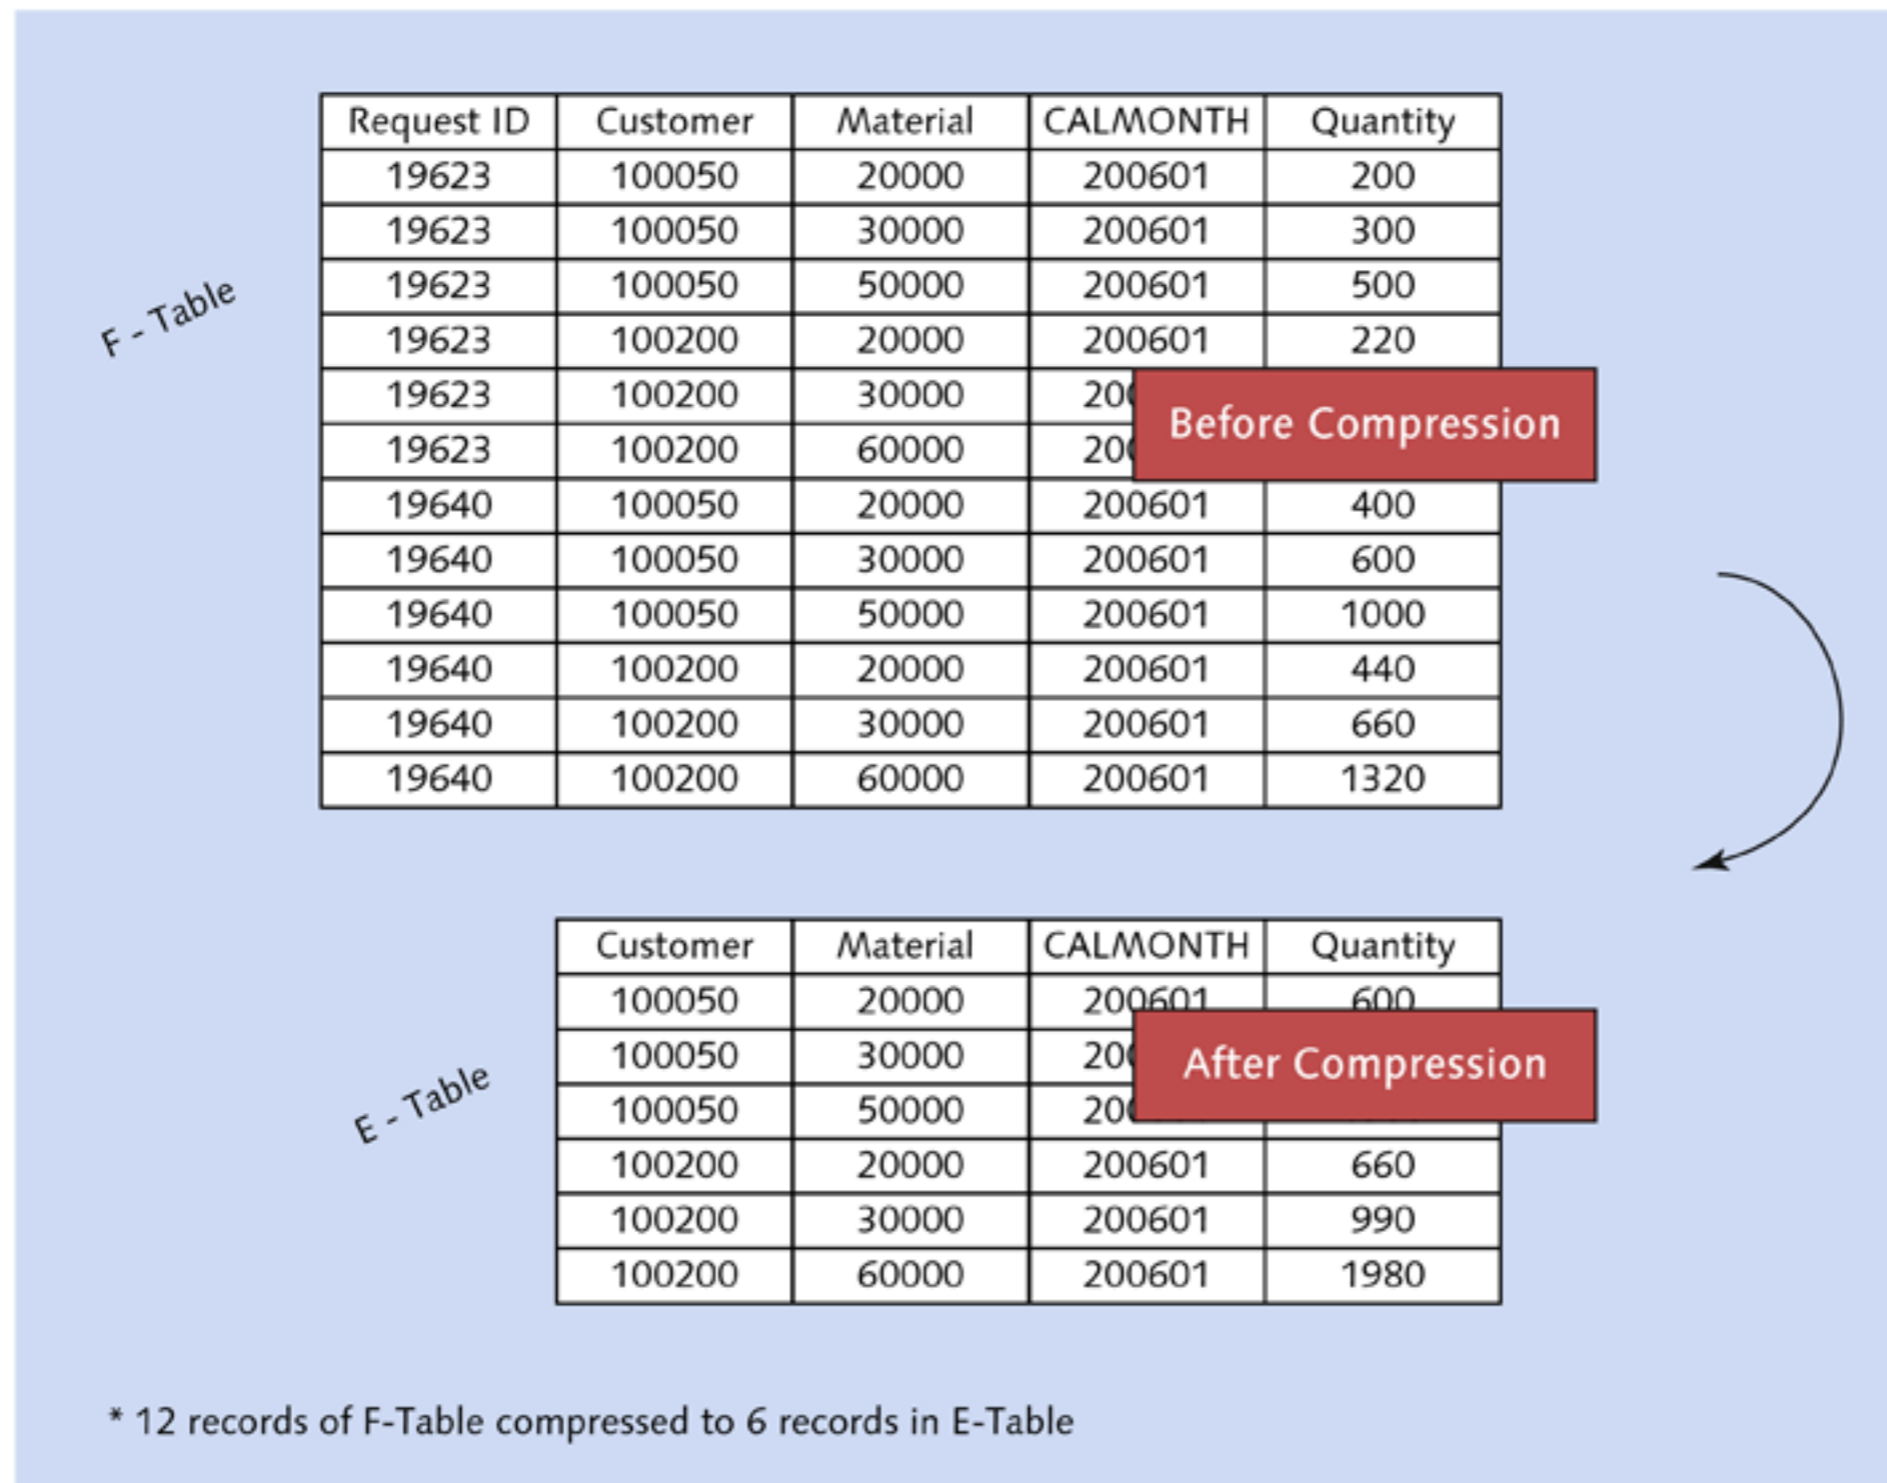 Request ID Customer Material CALMONTH Quantity
19623 100050 20000 200601 200
19623 100050 30000 200601 300
19623 100050 50000 200601 500
F - Table
19623 100200 20000 200601 220
19623 100200 30000
Before Compression
19623 100200 60000
19640 100050 20000 200601 400
19640 100050 30000 200601 600
19640 100050 50000 200601 1000
19640 100200 20000 200601 440
19640 100200 30000 200601 660
19640 100200 60000 200601 1320
Customer Material CALMONTH Quantity
100050 20000 200601 600
100050 30000
After Compression
E - Table
100050 50000
100200 20000 200601 660
100200 30000 200601 990
100200 60000 200601 1980
* 12 records of F-Table compressed to 6 records in E-Table